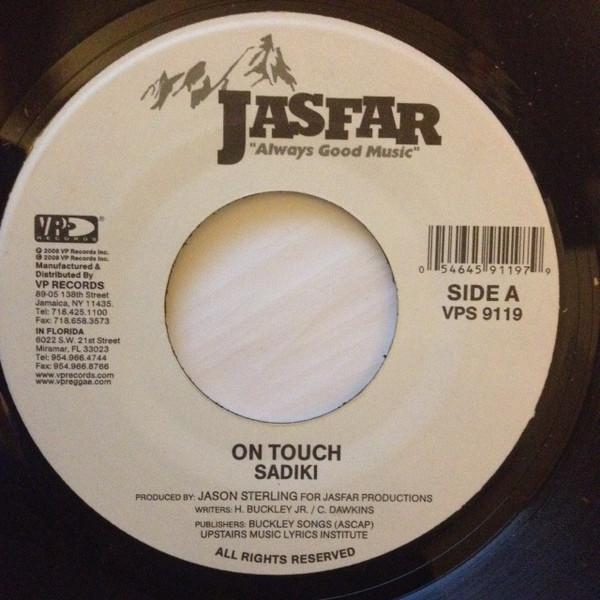 JASFAR
"Always Good Music"
VP
RECORDS
®
℗ 2008 VP Records Inc.
© 2008 VP Records Inc.
Manufactured &
Distributed By
VP RECORDS
89-05 138th Street
Jamaica, NY 11435.
Tel: 718.425.1100
Fax: 718.658.3573
IN FLORIDA
6022 S.W. 21st Street
Miramar, FL 33023
Tel: 954.966.4744
Fax: 954.966.8766
www.vprecords.com
www.vpreggae.com
0 54645 91197 9
SIDE A
VPS 9119
ON TOUCH
SADIKI
PRODUCED BY: JASON STERLING FOR JASFAR PRODUCTIONS
WRITERS: H. BUCKLEY JR. / C. DAWKINS
PUBLISHERS: BUCKLEY SONGS (ASCAP)
UPSTAIRS MUSIC LYRICS INSTITUTE
ALL RIGHTS RESERVED